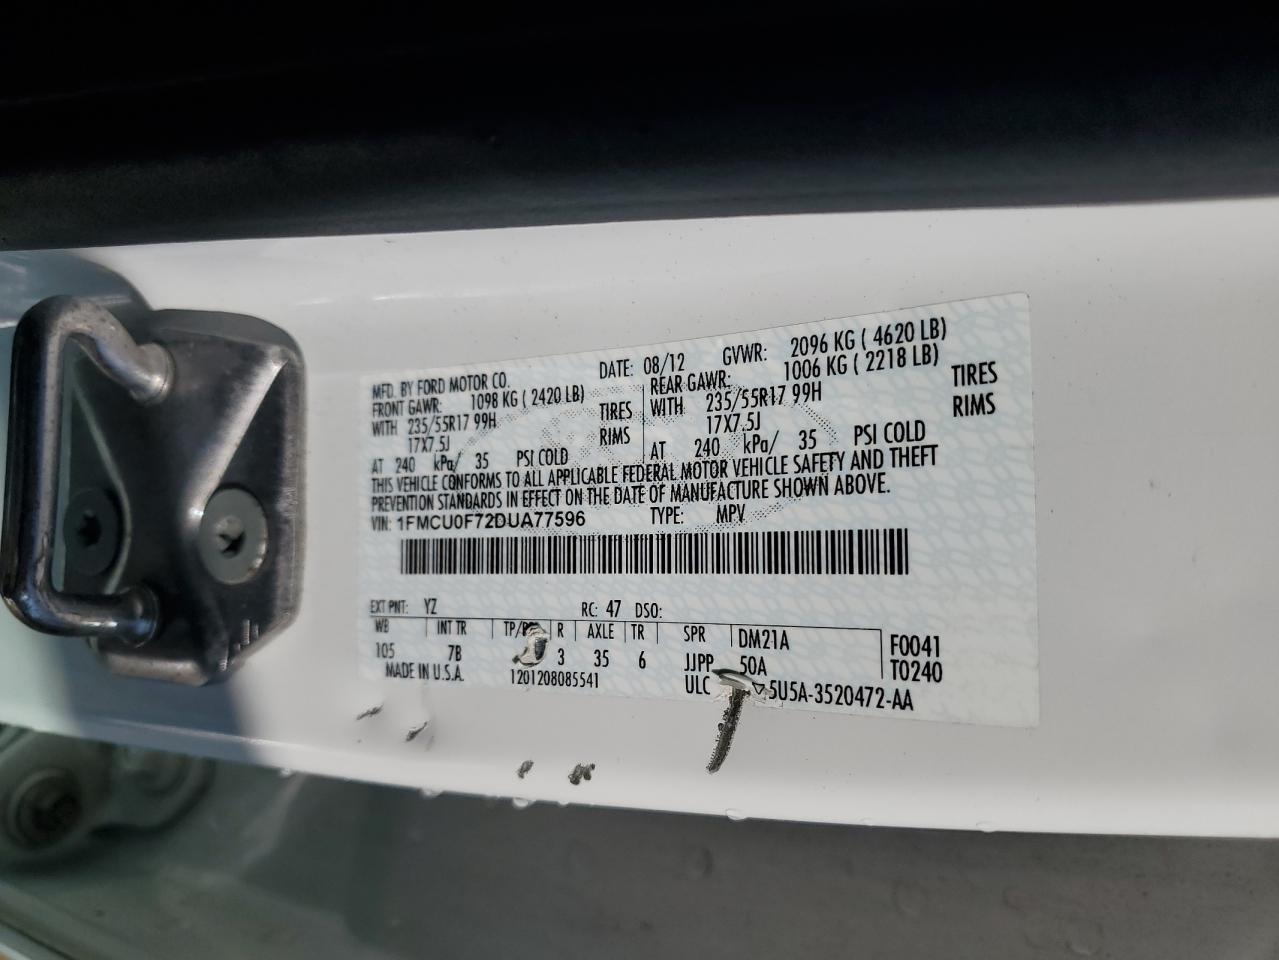 MFD. BY FORD MOTOR CO. DATE: 08/12 GVWR: 2096 KG ( 4620 LB)
FRONT GAWR: 1098 KG ( 2420 LB) REAR GAWR: 1006 KG ( 2218 LB)
WITH 235/55R17 99H TIRES WITH 235/55R17 99H TIRES
17X7.5J RIMS 17X7.5J RIMS
AT 240 kPa/ 35 PSI COLD AT 240 kPa/ 35 PSI COLD
THIS VEHICLE CONFORMS TO ALL APPLICABLE FEDERAL MOTOR VEHICLE SAFETY AND THEFT
PREVENTION STANDARDS IN EFFECT ON THE DATE OF MANUFACTURE SHOWN ABOVE.
VIN: 1FMCU0F72DUA77596 TYPE: MPV
EXT PNT: YZ RC: 47 DSO:
WB INT TR R AXLE TR SPR DM21A F0041
105 7B 3 35 6 JJPP 50A T0240
MADE IN U.S.A. 1201208085541 ULC ▽5U5A-3520472-AA